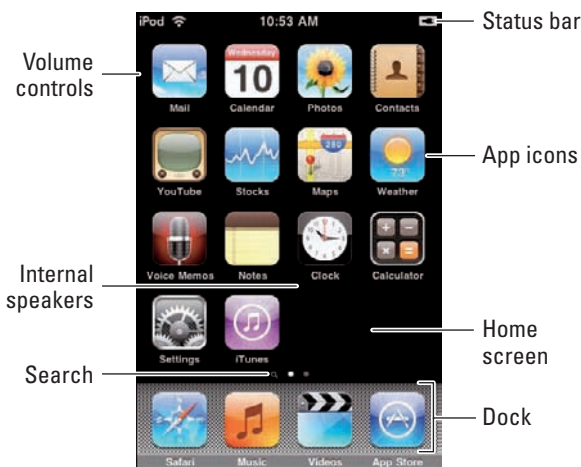 iPod 10:53 AM
Status bar
Volume
controls
Wednesday
10
Mail Calendar Photos Contacts
280
73°
App icons
YouTube Stocks Maps Weather
Voice Memos Notes Clock Calculator
Internal
speakers
Settings iTunes
Home
screen
Search
Dock
Safari Music Videos App Store